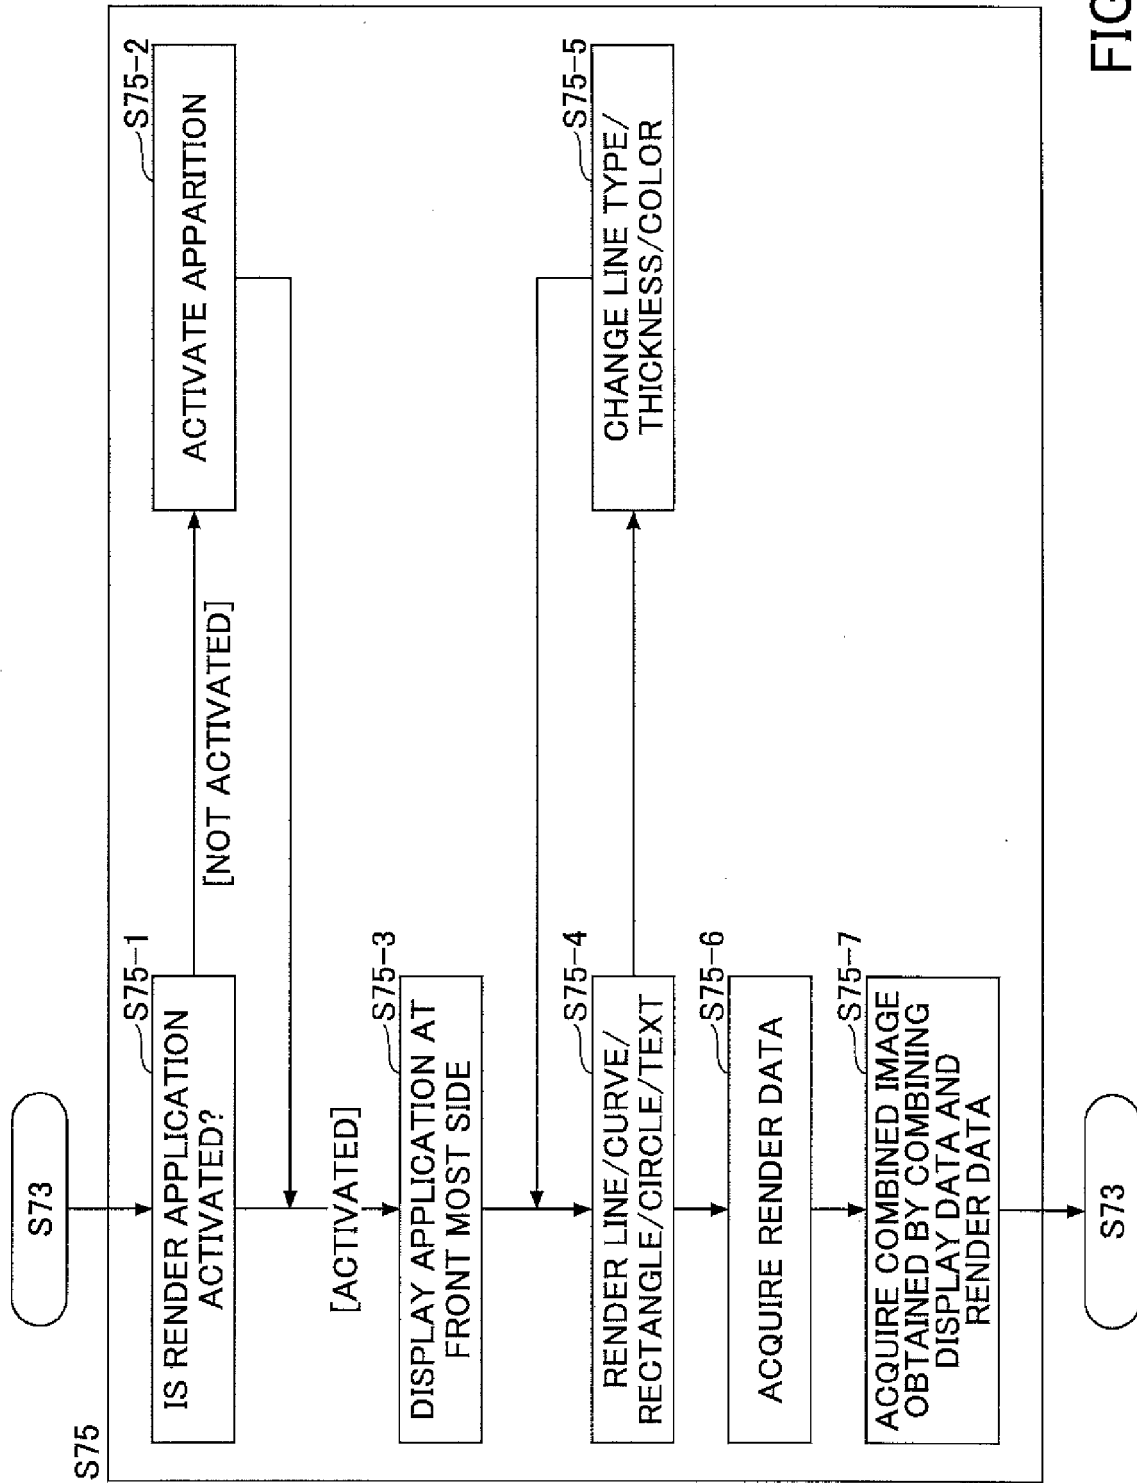 S73
S75
S75-1
IS RENDER APPLICATION
ACTIVATED?
[NOT ACTIVATED]
S75-2
ACTIVATE APPARITION
[ACTIVATED]
S75-3
DISPLAY APPLICATION AT
FRONT MOST SIDE
S75-4
RENDER LINE/CURVE/
RECTANGLE/CIRCLE/TEXT
S75-5
CHANGE LINE TYPE/
THICKNESS/COLOR
S75-6
ACQUIRE RENDER DATA
S75-7
ACQUIRE COMBINED IMAGE
OBTAINED BY COMBINING
DISPLAY DATA AND
RENDER DATA
S73
FIG